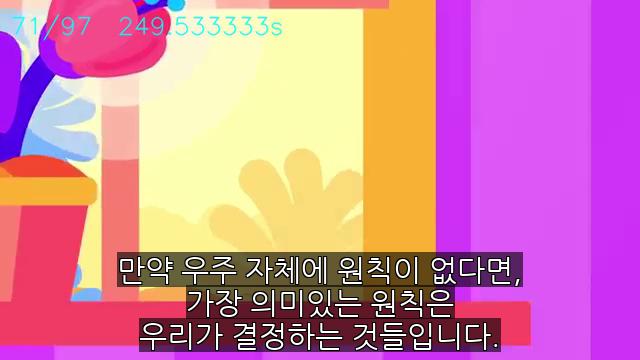 71/97 249.533333s
만약 우주 자체에 원칙이 없다면,
가장 의미있는 원칙은
우리가 결정하는 것들입니다.